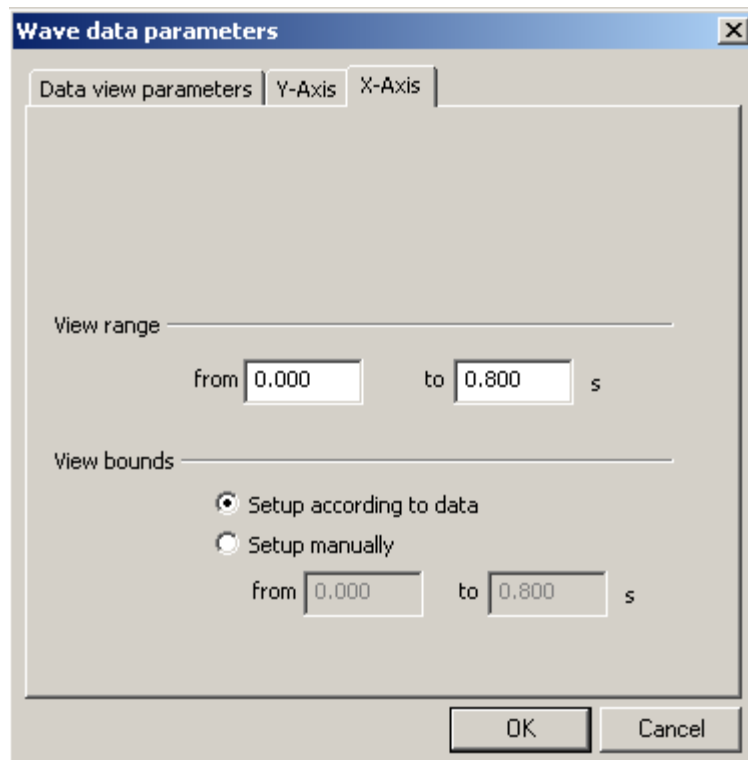 Wave data parameters
Data view parameters Y-Axis X-Axis
View range
from 0.000 to 0.800 s
View bounds
Setup according to data
Setup manually
from 0.000 to 0.800 s
OK Cancel